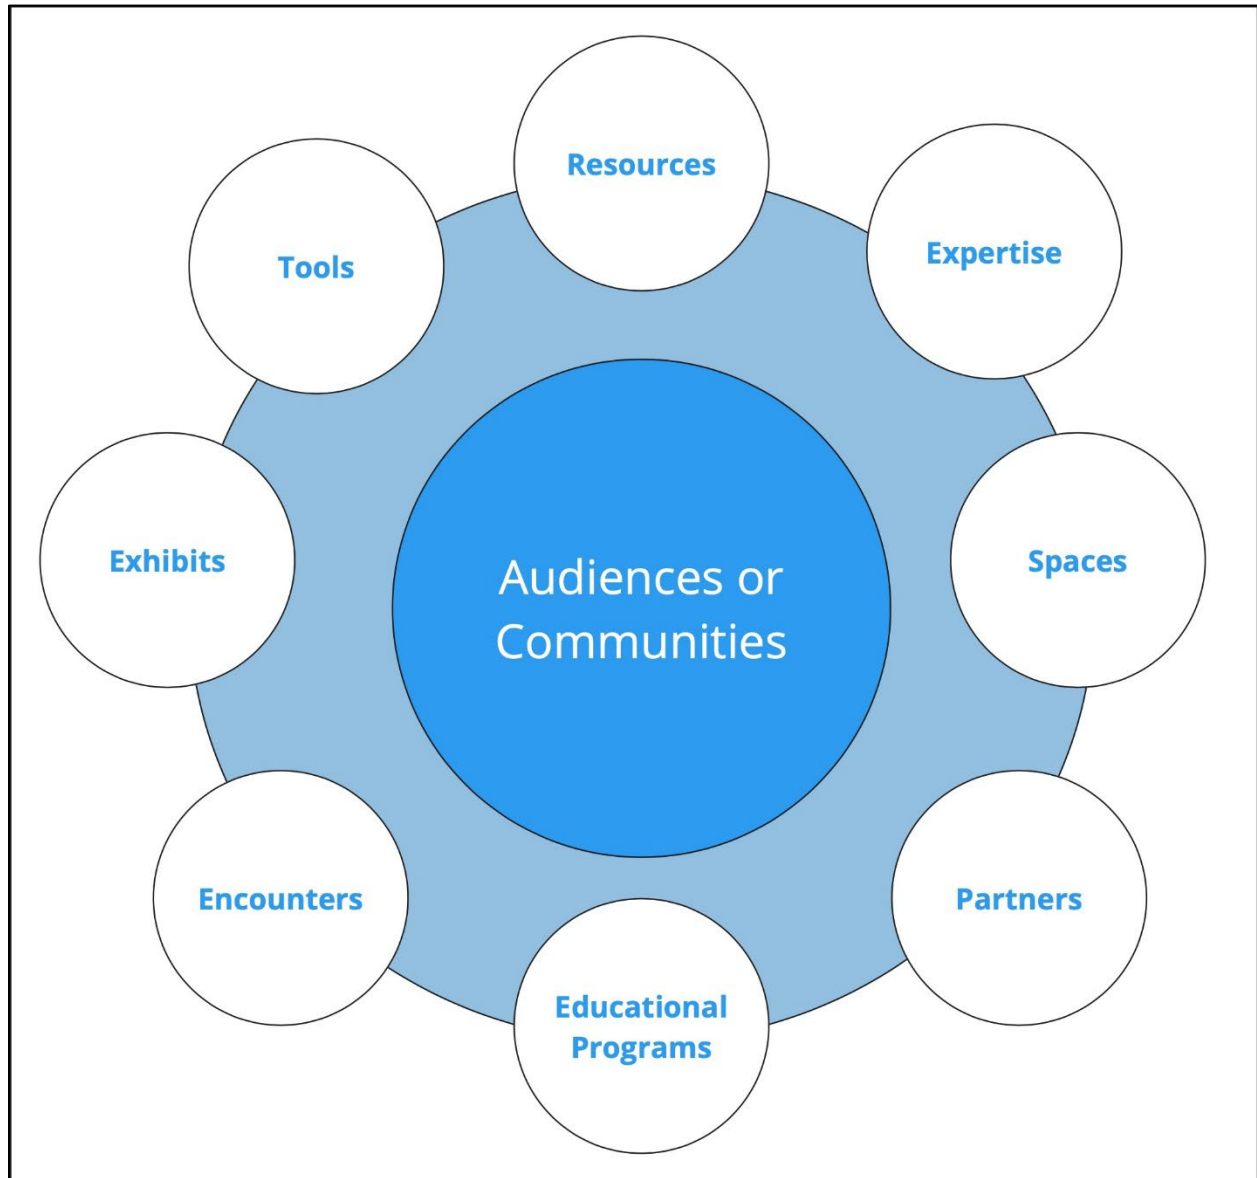 Resources
Expertise
Tools
Exhibits
Audiences or
Communities
Spaces
Encounters
Partners
Educational
Programs